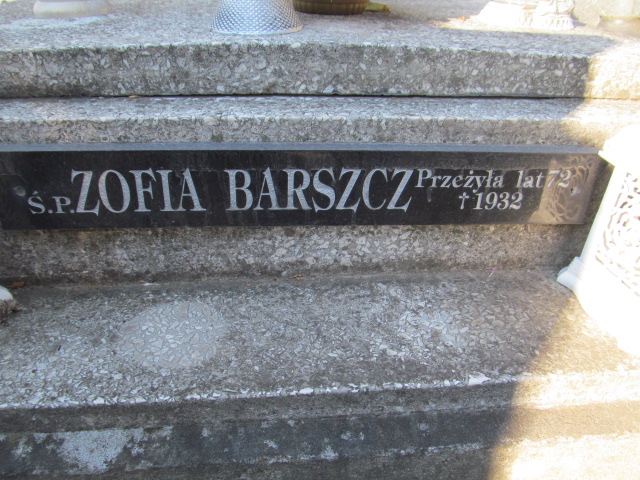 Ś.P. ZOFIA BARSZCZ Przeżyła lat 72
†1932